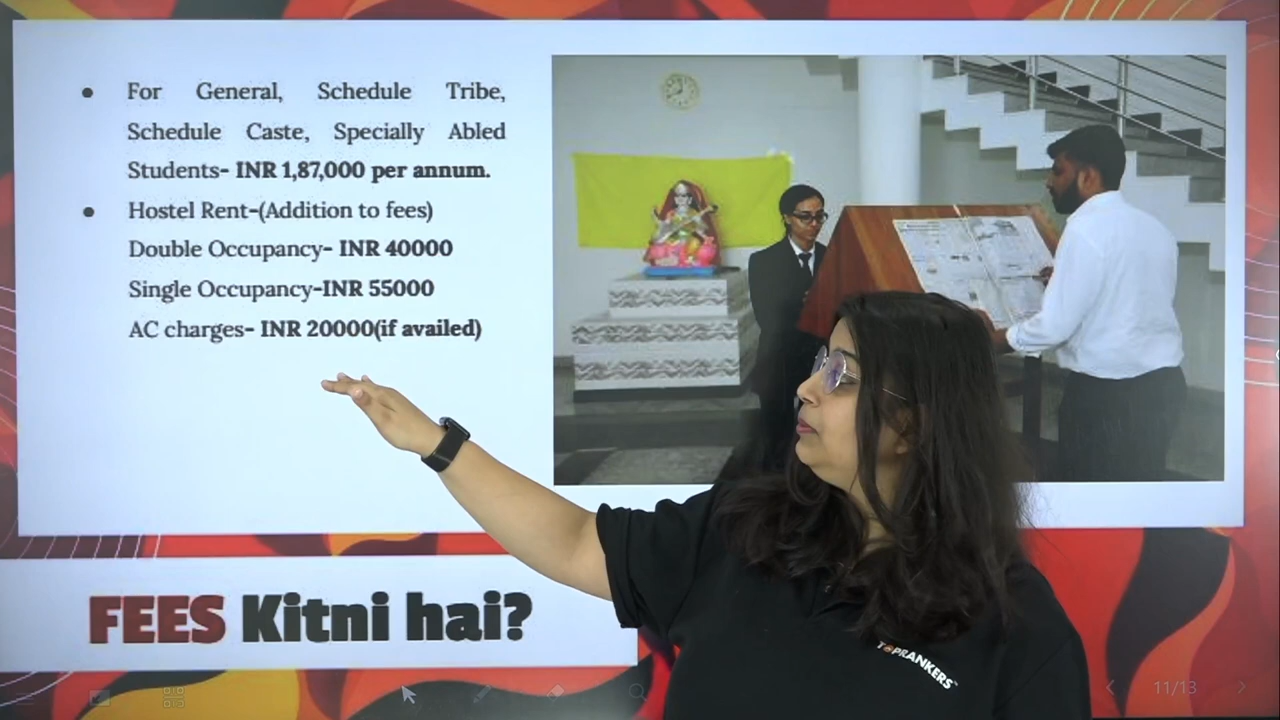 For General, Schedule Tribe,
Schedule Caste, Specially Abled
Students- INR 1,87,000 per annum.
Hostel Rent-(Addition to fees)
Double Occupancy- INR 40000
Single Occupancy-INR 55000
AC charges- INR 20000(if availed)
FEES Kitni hai?
TOPRANKERS
11/13